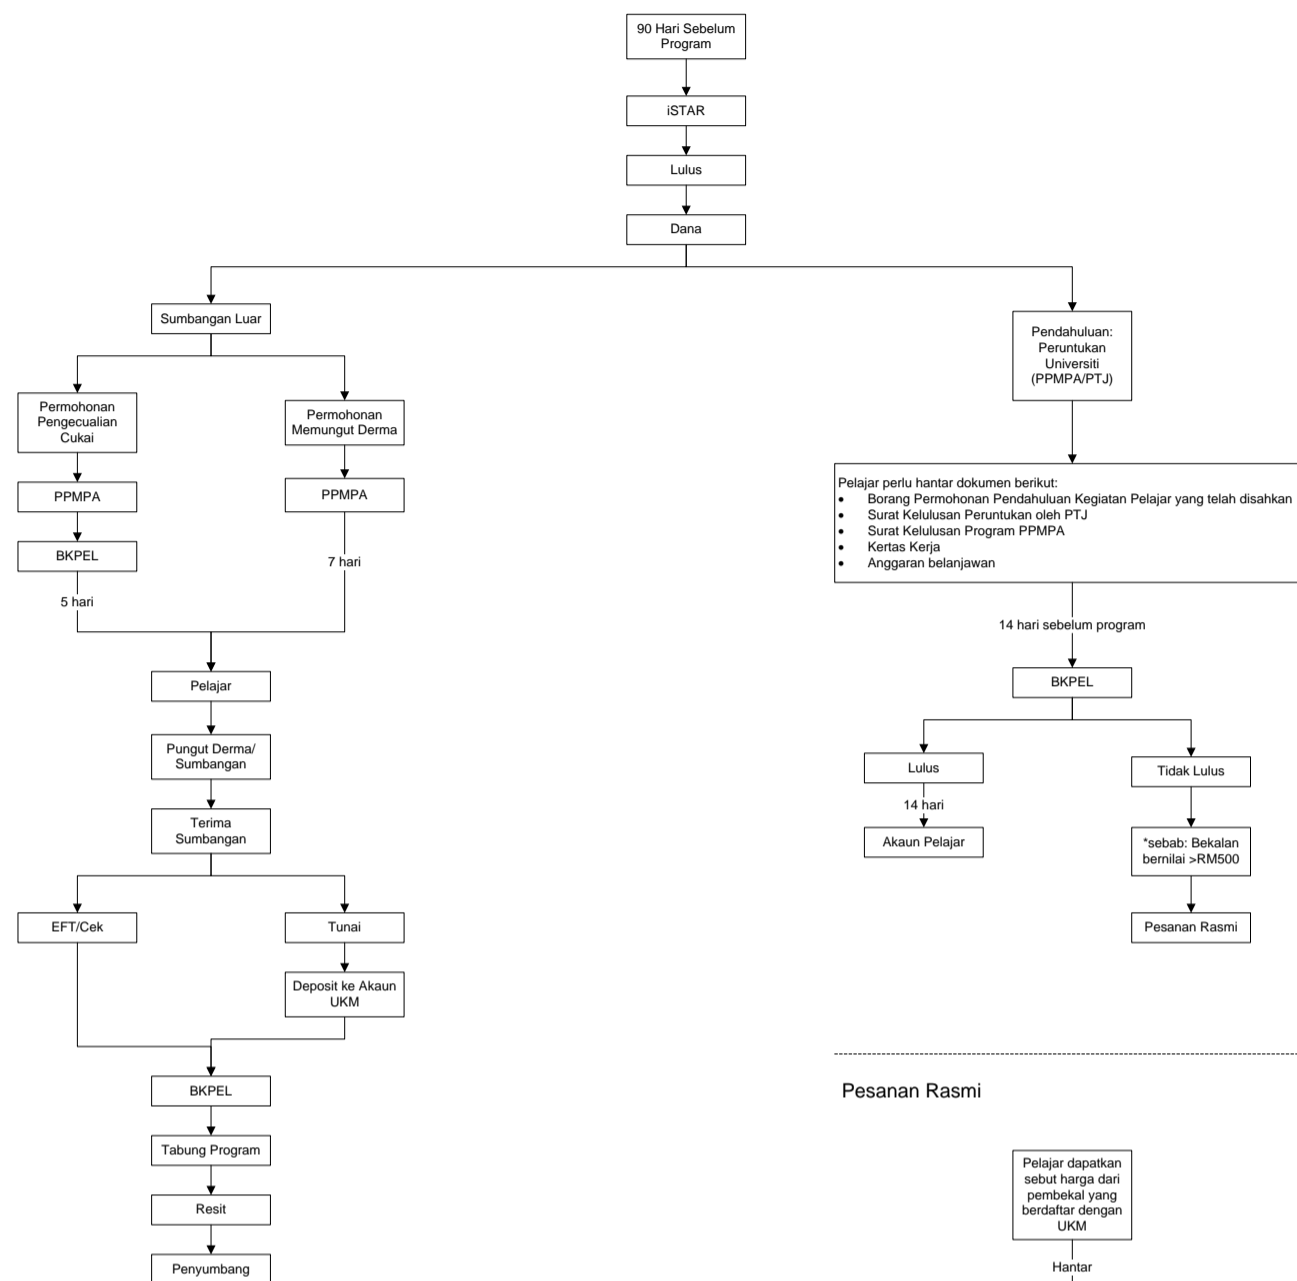 90 Hari Sebelum
Program
iSTAR
Lulus
Dana
Sumbangan Luar
Permohonan
Pengecualian
Cukai
PPMPA
BKPEL
5 hari
Permohonan
Memungut Derma
PPMPA
7 hari
Pelajar
Pungut Derma/
Sumbangan
Terima
Sumbangan
EFT/Cek
Tunai
Deposit ke Akaun
UKM
BKPEL
Tabung Program
Resit
Penyumbang
Pendahuluan:
Peruntukan
Universiti
(PPMPA/PTJ)
Pelajar perlu hantar dokumen berikut:
• Borang Permohonan Pendahuluan Kegiatan Pelajar yang telah disahkan
• Surat Kelulusan Peruntukan oleh PTJ
• Surat Kelulusan Program PPMPA
• Kertas Kerja
• Anggaran belanjawan
14 hari sebelum program
BKPEL
Lulus
14 hari
Akaun Pelajar
Tidak Lulus
*sebab: Bekalan
bernilai >RM500
Pesanan Rasmi
Pesanan Rasmi
Pelajar dapatkan
sebut harga dari
pembekal yang
berdaftar dengan
UKM
Hantar